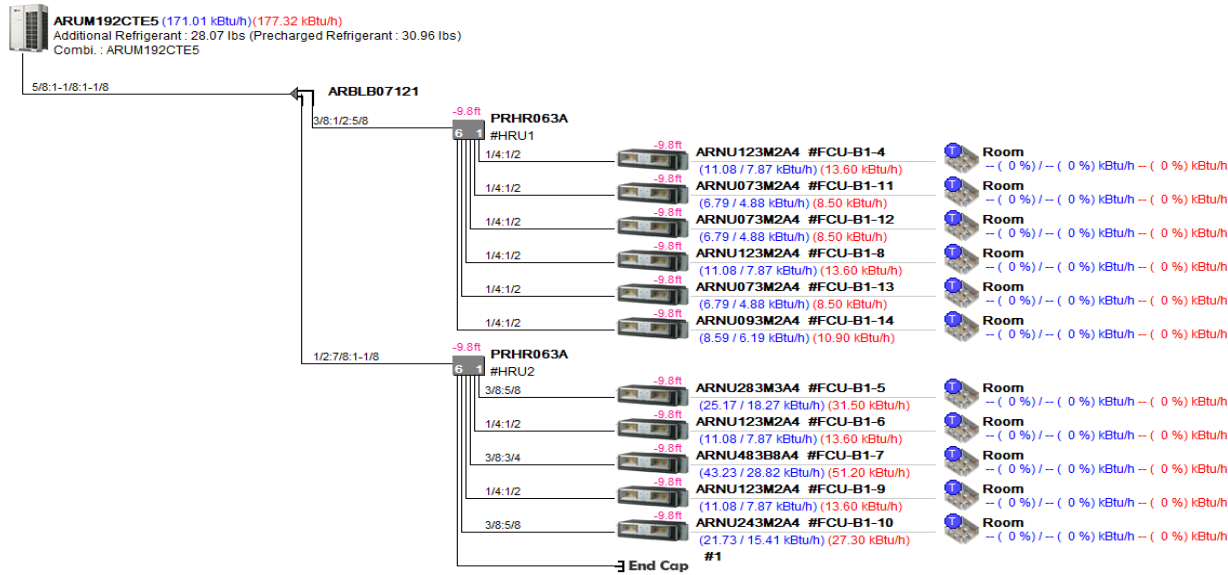 ARUM192CTE5 (171.01 kBtu/h) (177.32 kBtu/h)
Additional Refrigerant : 28.07 lbs (Precharged Refrigerant : 30.96 lbs)
Combi. : ARUM192CTE5
5/8:1-1/8:1-1/8
ARBLB07121
3/8:1/2:5/8
-9.8ft
PRHR063A
6 1
#HRU1
1/4:1/2
-9.8ft
ARNU123M2A4 #FCU-B1-4
T
Room
(11.08 / 7.87 kBtu/h) (13.60 kBtu/h)
-- ( 0 %) / -- ( 0 %) kBtu/h -- ( 0 %) kBtu/h
1/4:1/2
-9.8ft
ARNU073M2A4 #FCU-B1-11
T
Room
(6.79 / 4.88 kBtu/h) (8.50 kBtu/h)
-- ( 0 %) / -- ( 0 %) kBtu/h -- ( 0 %) kBtu/h
1/4:1/2
-9.8ft
ARNU073M2A4 #FCU-B1-12
T
Room
(6.79 / 4.88 kBtu/h) (8.50 kBtu/h)
-- ( 0 %) / -- ( 0 %) kBtu/h -- ( 0 %) kBtu/h
1/4:1/2
-9.8ft
ARNU123M2A4 #FCU-B1-8
T
Room
(11.08 / 7.87 kBtu/h) (13.60 kBtu/h)
-- ( 0 %) / -- ( 0 %) kBtu/h -- ( 0 %) kBtu/h
1/4:1/2
-9.8ft
ARNU073M2A4 #FCU-B1-13
T
Room
(6.79 / 4.88 kBtu/h) (8.50 kBtu/h)
-- ( 0 %) / -- ( 0 %) kBtu/h -- ( 0 %) kBtu/h
1/4:1/2
-9.8ft
ARNU093M2A4 #FCU-B1-14
T
Room
(8.59 / 6.19 kBtu/h) (10.90 kBtu/h)
-- ( 0 %) / -- ( 0 %) kBtu/h -- ( 0 %) kBtu/h
1/2:7/8:1-1/8
-9.8ft
PRHR063A
6 1
#HRU2
3/8:5/8
-9.8ft
ARNU283M3A4 #FCU-B1-5
T
Room
(25.17 / 18.27 kBtu/h) (31.50 kBtu/h)
-- ( 0 %) / -- ( 0 %) kBtu/h -- ( 0 %) kBtu/h
1/4:1/2
-9.8ft
ARNU123M2A4 #FCU-B1-6
T
Room
(11.08 / 7.87 kBtu/h) (13.60 kBtu/h)
-- ( 0 %) / -- ( 0 %) kBtu/h -- ( 0 %) kBtu/h
3/8:3/4
-9.8ft
ARNU483B8A4 #FCU-B1-7
T
Room
(43.23 / 28.82 kBtu/h) (51.20 kBtu/h)
-- ( 0 %) / -- ( 0 %) kBtu/h -- ( 0 %) kBtu/h
1/4:1/2
-9.8ft
ARNU123M2A4 #FCU-B1-9
T
Room
(11.08 / 7.87 kBtu/h) (13.60 kBtu/h)
-- ( 0 %) / -- ( 0 %) kBtu/h -- ( 0 %) kBtu/h
3/8:5/8
-9.8ft
ARNU243M2A4 #FCU-B1-10
T
Room
(21.73 / 15.41 kBtu/h) (27.30 kBtu/h)
-- ( 0 %) / -- ( 0 %) kBtu/h -- ( 0 %) kBtu/h
#1
End Cap